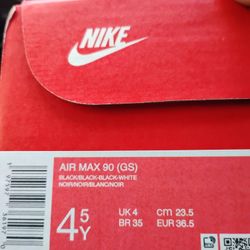 NIKE
AIR MAX 90 (GS)
BLACK/BLACK-BLACK-WHITE
NOIR/NOIR/BLANC/NOIR
4 5 Y
UK 4 cm 23.5
BR 35 EUR 36.5